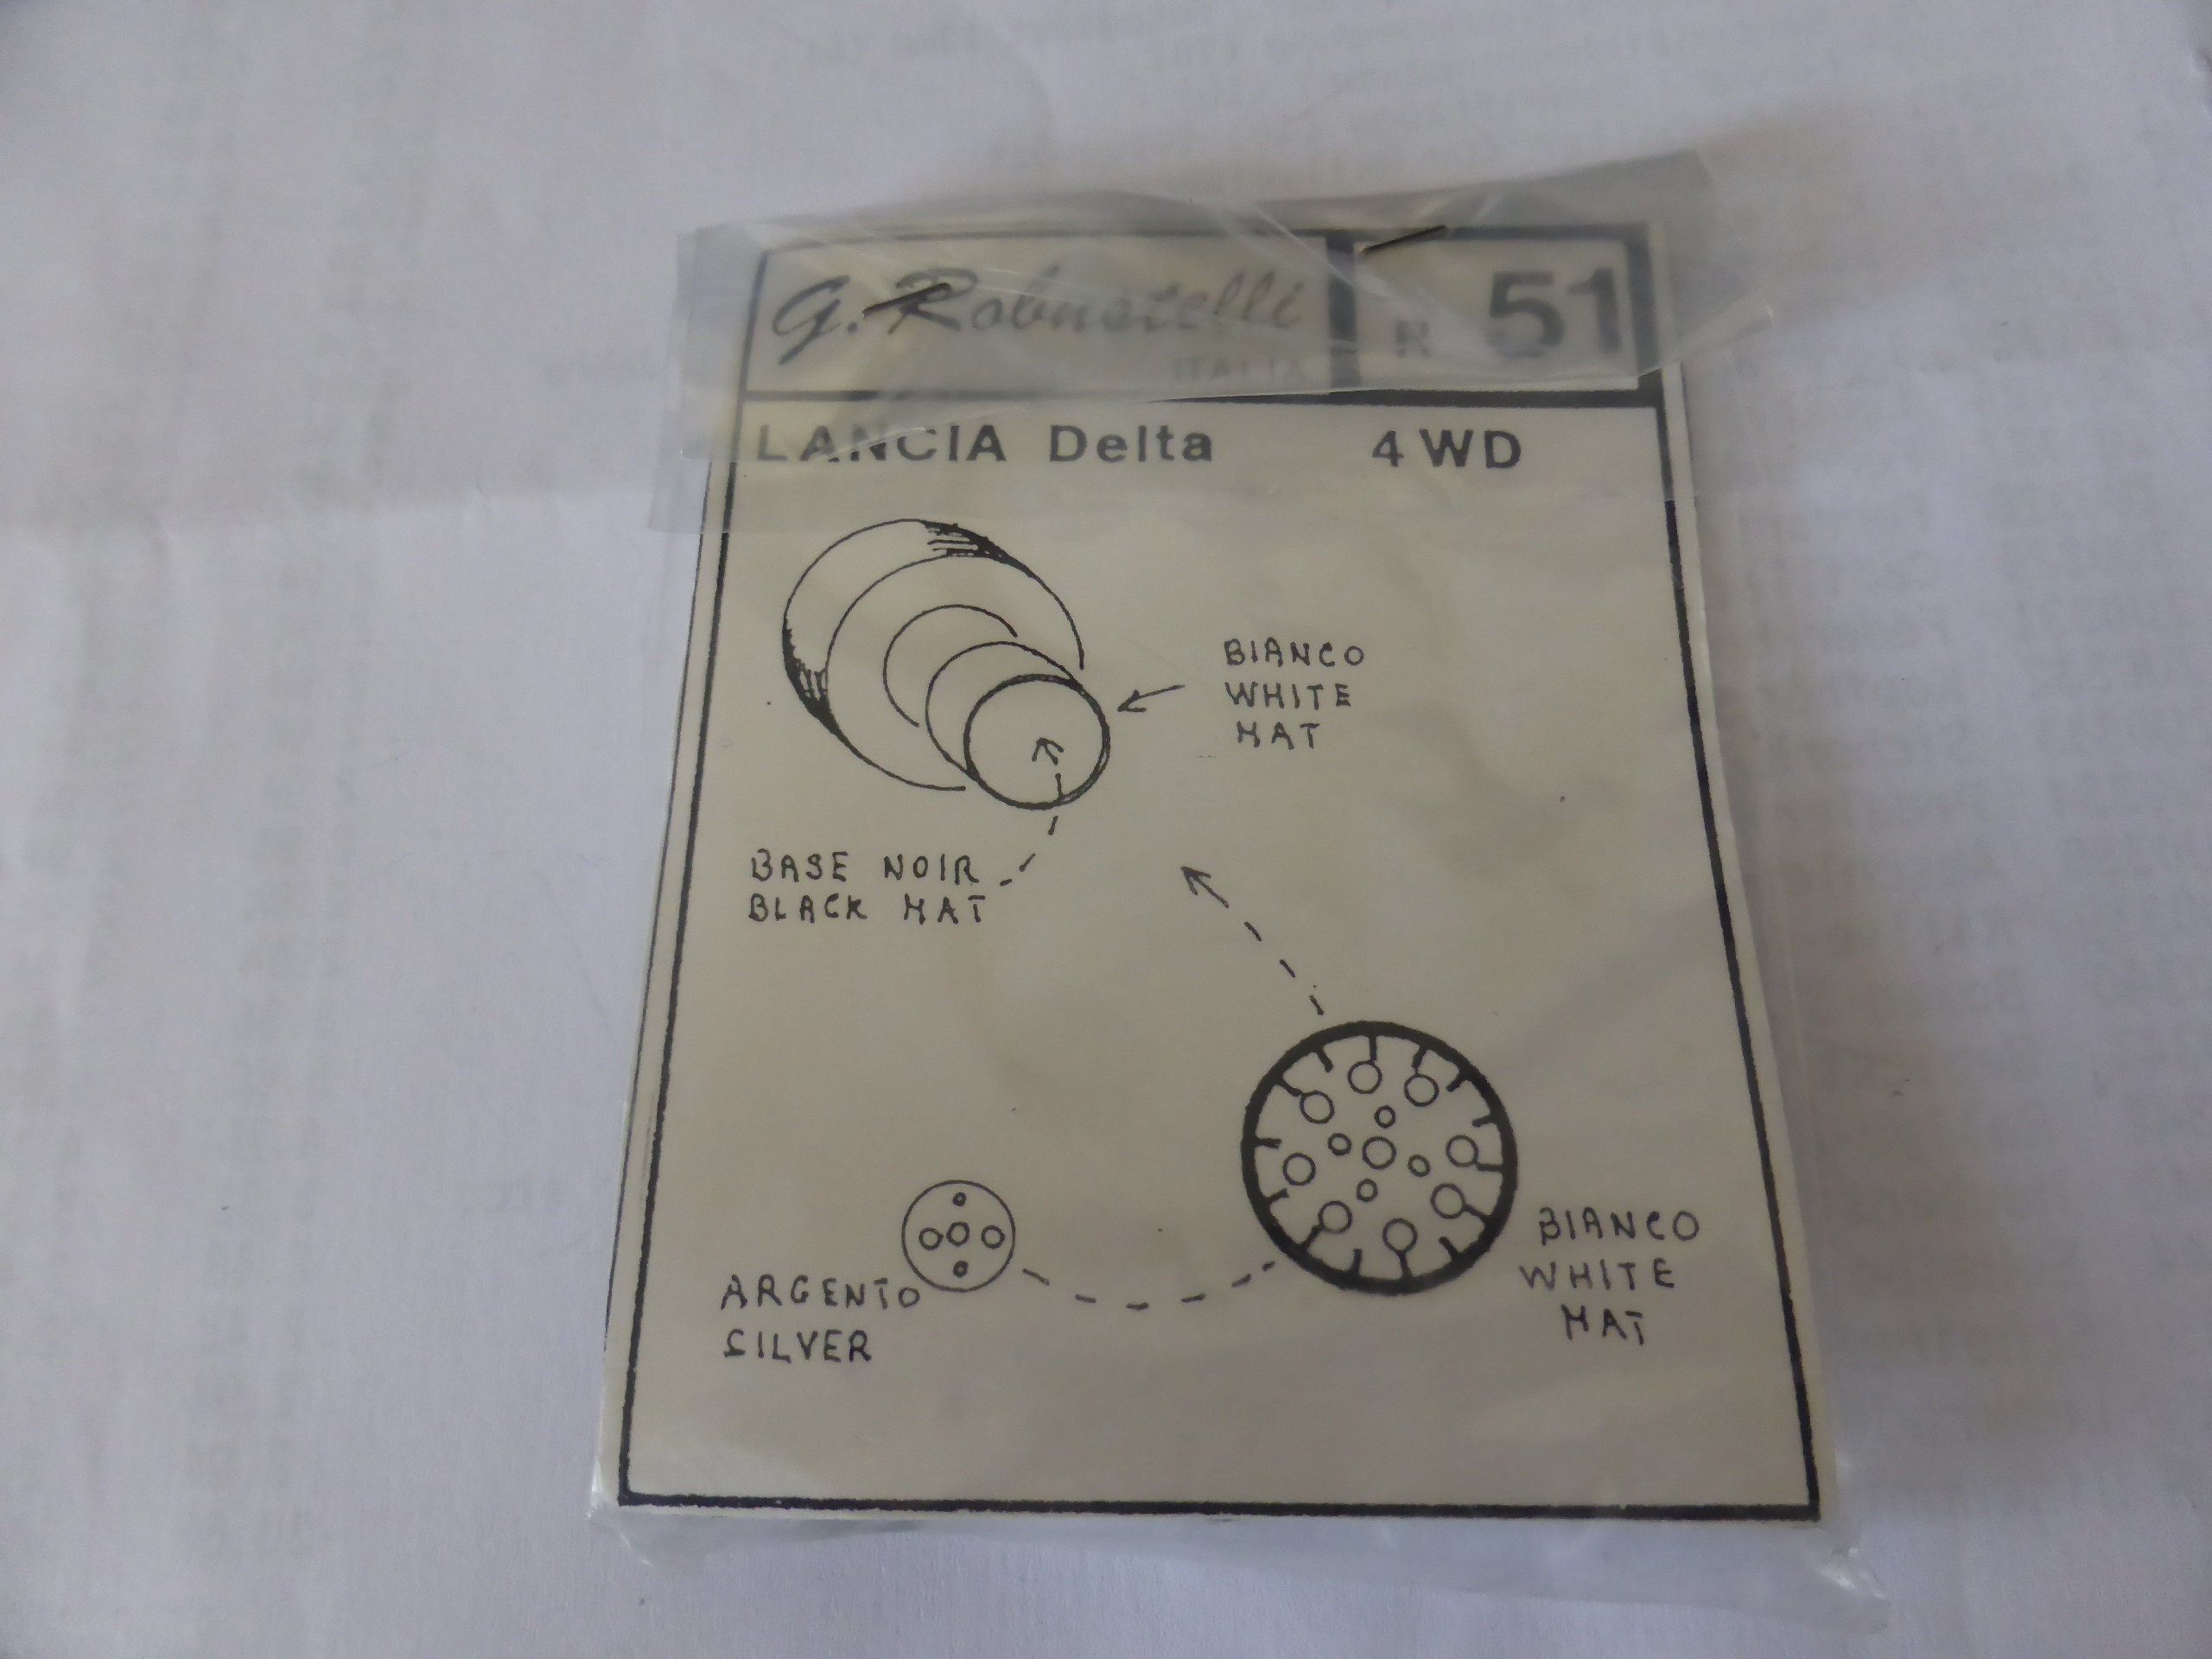 G. Robustelli
ITALIA
R 51
LANCIA Delta 4WD
BIANCO
WHITE
MAT
BASE NOIR
BLACK MAT
BIANCO
WHITE
MAT
ARGENTO
SILVER